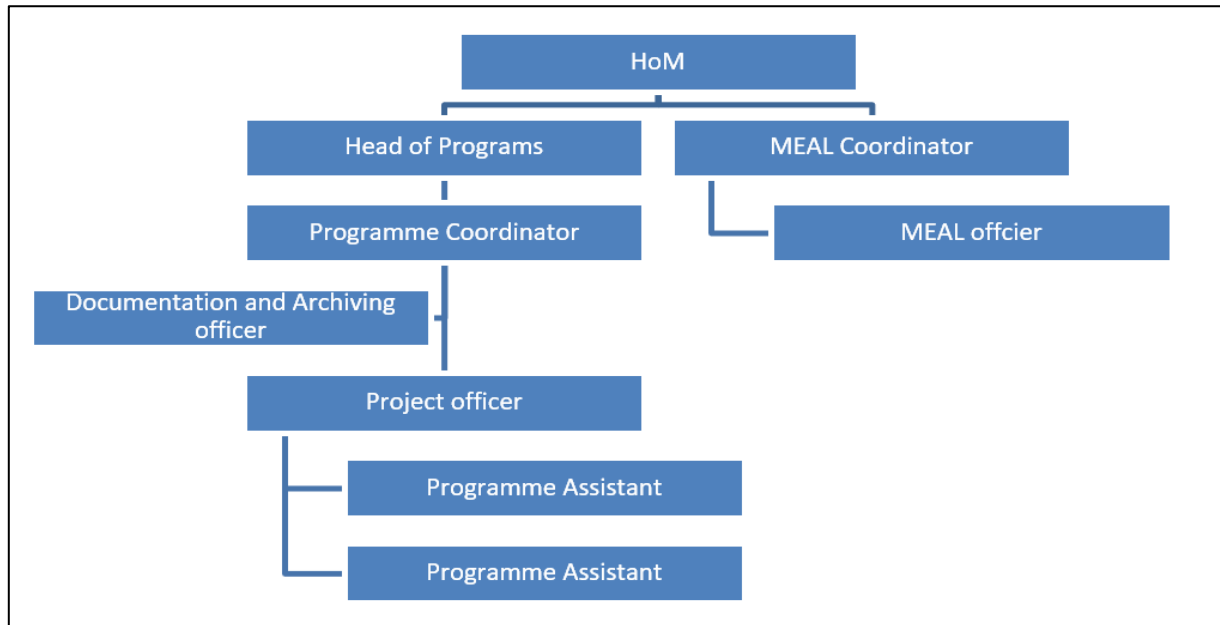 HoM
Head of Programs
MEAL Coordinator
Programme Coordinator
MEAL offcier
Documentation and Archiving
officer
Project officer
Programme Assistant
Programme Assistant